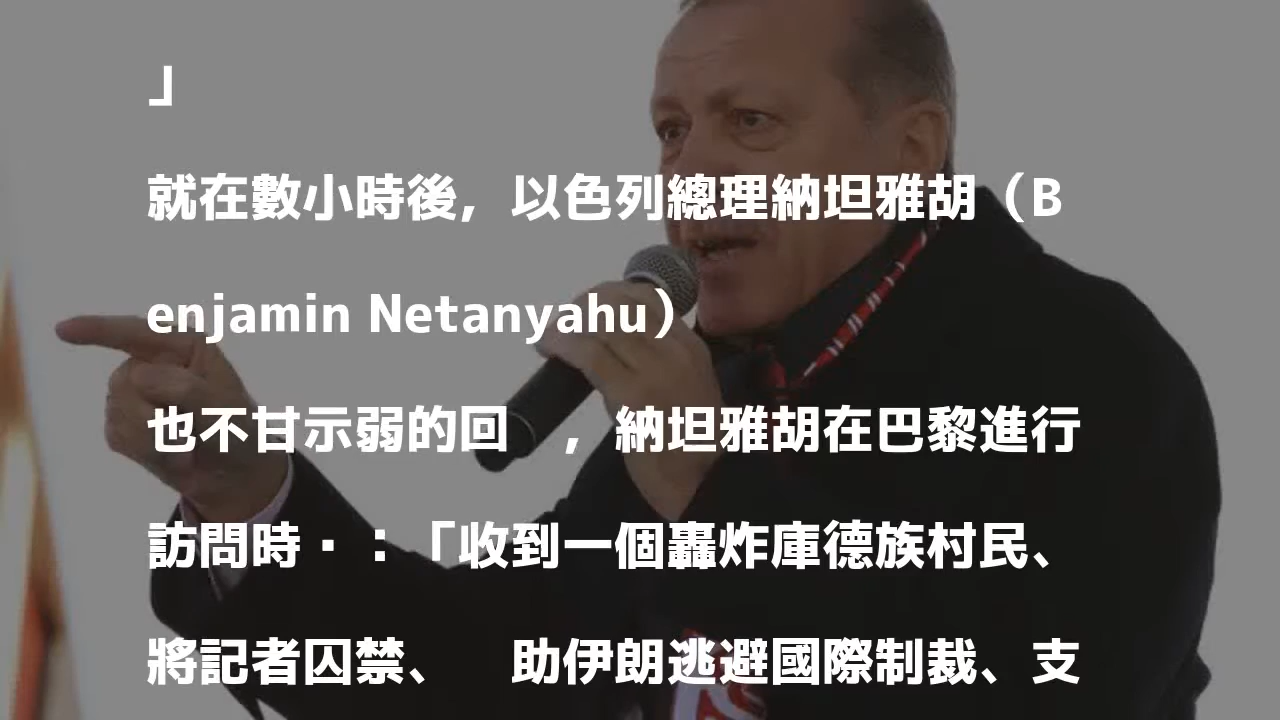 」
就在數小時後，以色列總理納坦雅胡（B
enjamin Netanyahu）
也不甘示弱的回　，納坦雅胡在巴黎進行
訪問時・：「收到一個轟炸庫德族村民、
將記者囚禁、　助伊朗逃避國際制裁、支